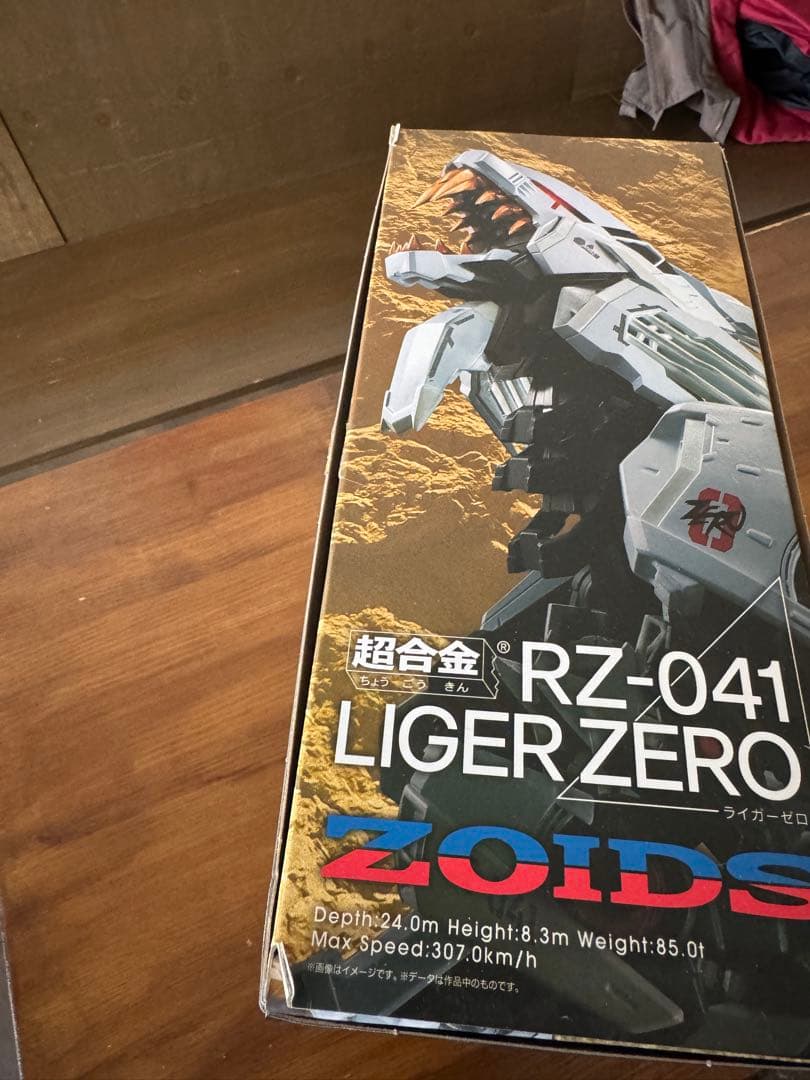 ZERO
超合金®
ちょうごうきん
RZ-041
LIGER ZERO
ライガーゼロ
ZOIDS
Depth:24.0m Height:8.3m Weight:85.0t
Max Speed:307.0km/h
※画像はイメージです。※データは作品中のものです。